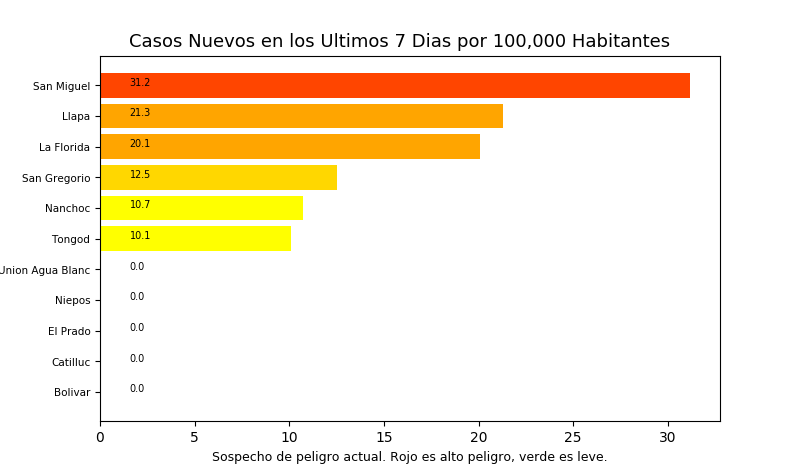 Casos Nuevos en los Ultimos 7 Dias por 100,000 Habitantes
San Miguel 31.2
Llapa 21.3
La Florida 20.1
San Gregorio 12.5
Nanchoc 10.7
Tongod 10.1
Union Agua Blanc 0.0
Niepos 0.0
El Prado 0.0
Catilluc 0.0
Bolivar 0.0
0 5 10 15 20 25 30
Sospecho de peligro actual. Rojo es alto peligro, verde es leve.